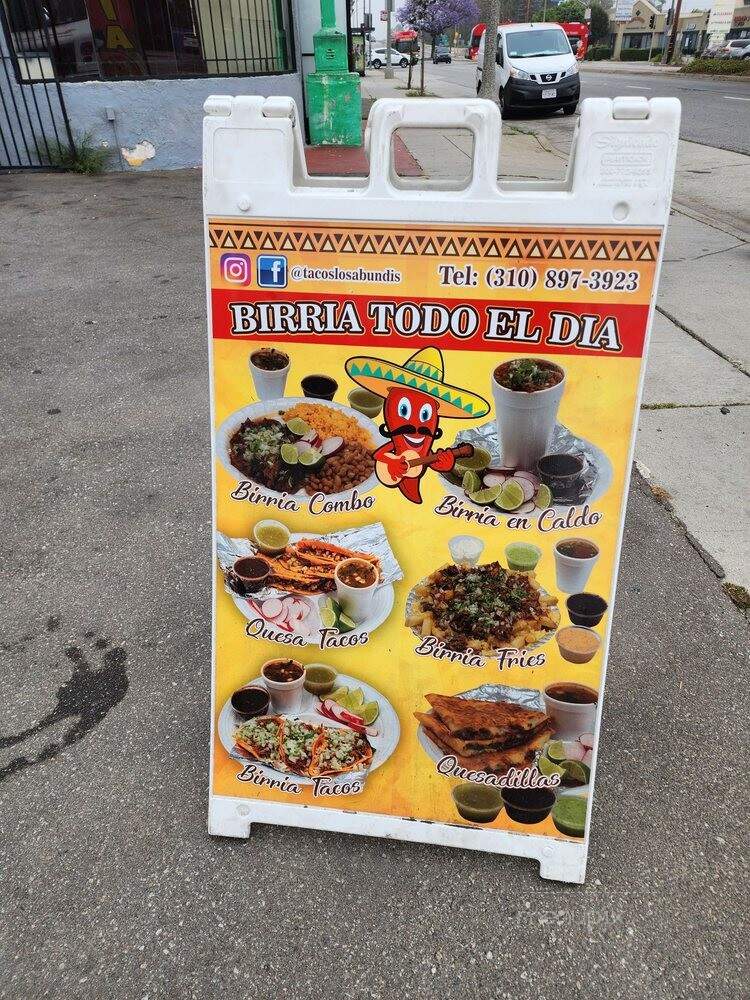 @tacoslosabundis Tel: (310) 897-3923
BIRRIA TODO EL DIA
Birria Combo
Birria en Caldo
Quesa Tacos
Birria Fries
Birria Tacos
Quesadillas